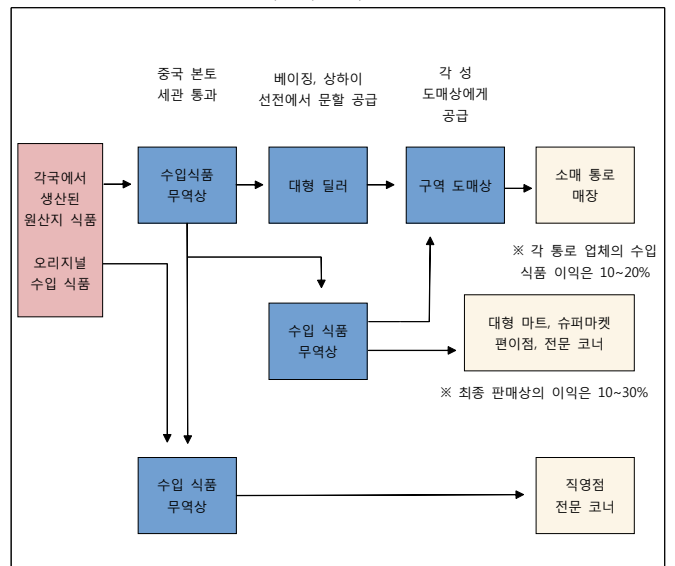 중국 본토
세관 통과
베이징, 상하이
선전에서 문할 공급
각 성
도매상에게
공급
각국에서
생산된
원산지 식품
오리지널
수입 식품
수입식품
무역상
대형 딜러
구역 도매상
소매 통로
매장
※ 각 통로 업체의 수입
식품 이익은 10~20%
수입 식품
무역상
대형 마트, 슈퍼마켓
편이점, 전문 코너
※ 최종 판매상의 이익은 10~30%
수입 식품
무역상
직영점
전문 코너